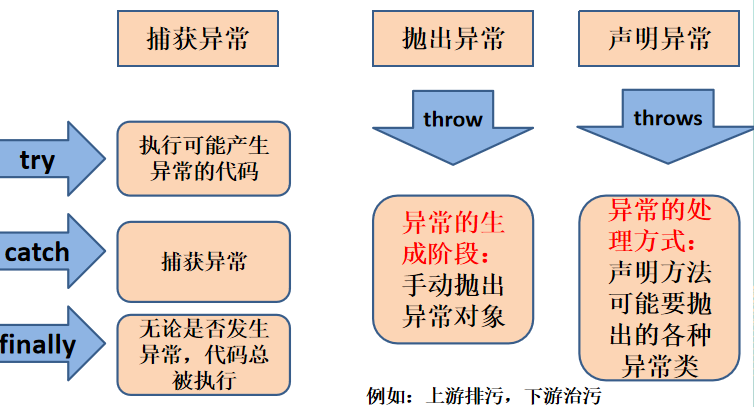 捕获异常
抛出异常
声明异常
try
执行可能产生
异常的代码
catch
捕获异常
finally
无论是否发生
异常，代码总
被执行
throw
异常的生
成阶段：
手动抛出
异常对象
throws
异常的处
理方式：
声明方法
可能要抛
出的各种
异常类
例如：上游排污，下游治污